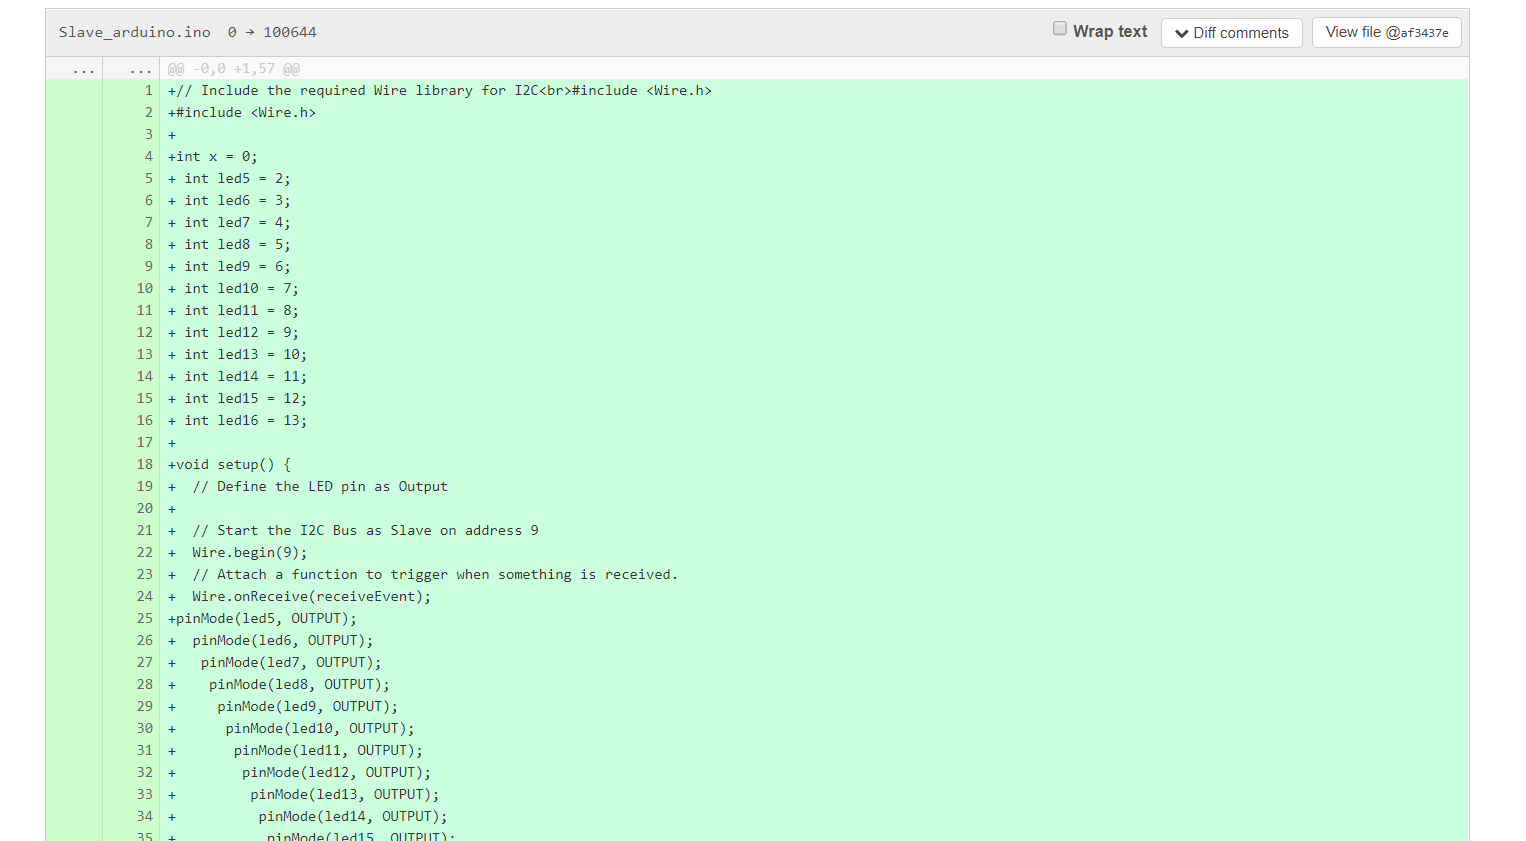 Slave_arduino.ino 0 → 100644 Wrap text Diff comments View file @af3437e
... ... @@ -0,0 +1,57 @@
1 +// Include the required Wire library for I2C<br>#include <Wire.h>
2 +#include <Wire.h>
3 +
4 +int x = 0;
5 + int led5 = 2;
6 + int led6 = 3;
7 + int led7 = 4;
8 + int led8 = 5;
9 + int led9 = 6;
10 + int led10 = 7;
11 + int led11 = 8;
12 + int led12 = 9;
13 + int led13 = 10;
14 + int led14 = 11;
15 + int led15 = 12;
16 + int led16 = 13;
17 +
18 +void setup() {
19 +  // Define the LED pin as Output
20 +
21 +  // Start the I2C Bus as Slave on address 9
22 +  Wire.begin(9);
23 +  // Attach a function to trigger when something is received.
24 +  Wire.onReceive(receiveEvent);
25 +pinMode(led5, OUTPUT);
26 +  pinMode(led6, OUTPUT);
27 +   pinMode(led7, OUTPUT);
28 +    pinMode(led8, OUTPUT);
29 +     pinMode(led9, OUTPUT);
30 +      pinMode(led10, OUTPUT);
31 +       pinMode(led11, OUTPUT);
32 +        pinMode(led12, OUTPUT);
33 +         pinMode(led13, OUTPUT);
34 +          pinMode(led14, OUTPUT);
35 +           pinMode(led15, OUTPUT);